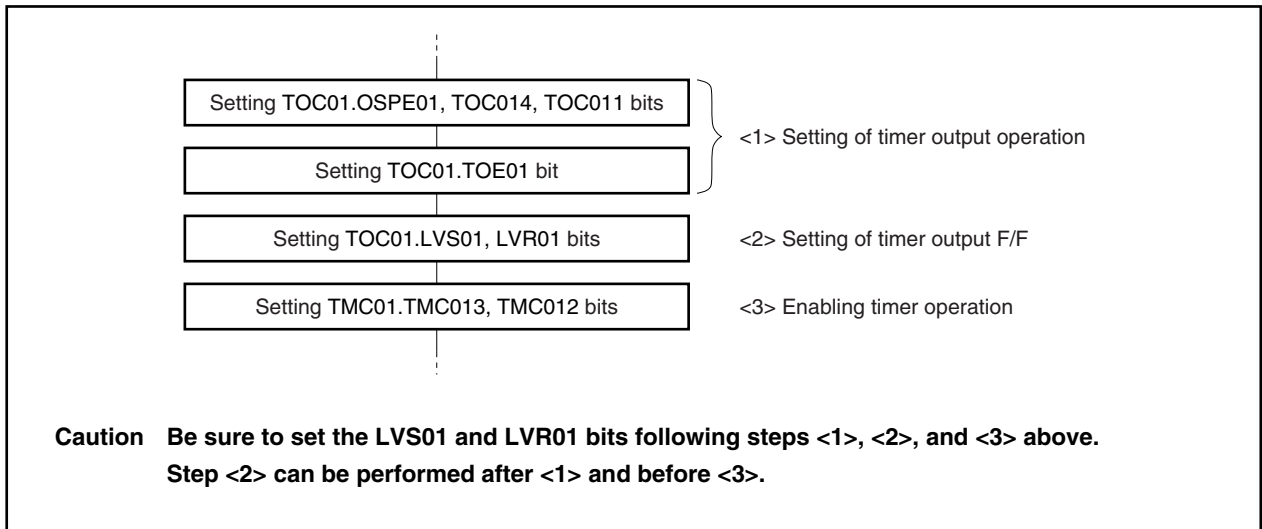 Setting TOC01.OSPE01, TOC014, TOC011 bits
<1> Setting of timer output operation
Setting TOC01.TOE01 bit
Setting TOC01.LVS01, LVR01 bits
<2> Setting of timer output F/F
Setting TMC01.TMC013, TMC012 bits
<3> Enabling timer operation
Caution Be sure to set the LVS01 and LVR01 bits following steps <1>, <2>, and <3> above.
Step <2> can be performed after <1> and before <3>.